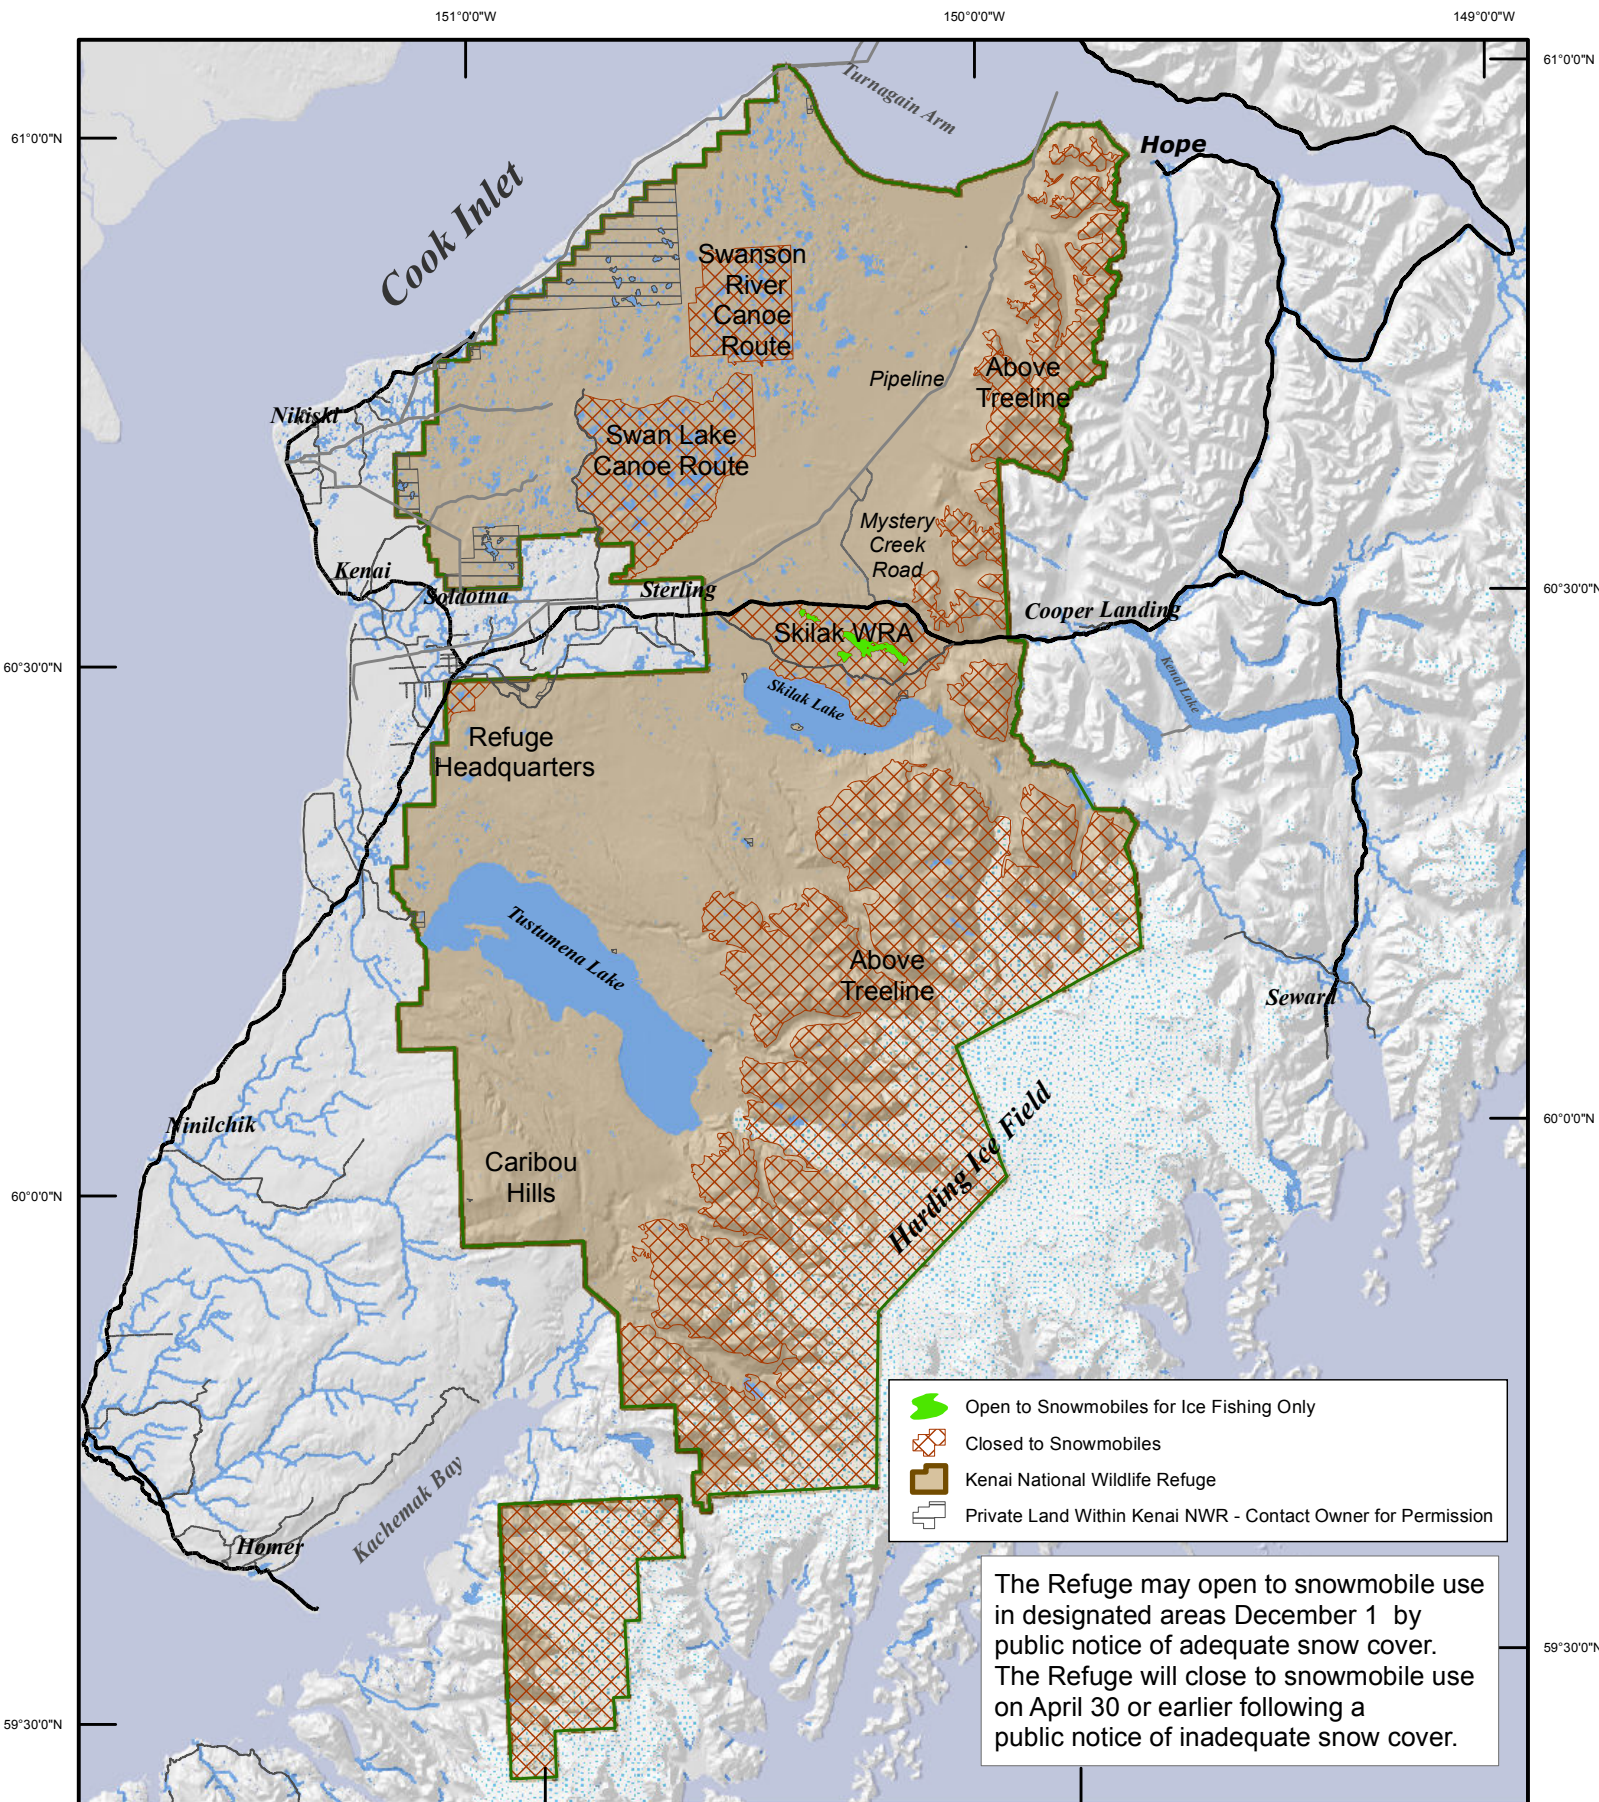 151°0'0"W
150°0'0"W
149°0'0"W
61°0'0"N
61°0'0"N
Turnagain Arm
Hope
Cook Inlet
Swanson
River
Canoe
Route
Pipeline
Above
Treeline
Nikiski
Swan Lake
Canoe Route
Mystery
Creek
Road
Kenai
Soldotna
Sterling
60°30'0"N
Cooper Landing
Skilak WRA
60°30'0"N
Kenai Lake
Skilak Lake
Refuge
Headquarters
Tustumena Lake
Above
Treeline
Seward
Ninilchik
60°0'0"N
Harding Ice Field
Caribou
Hills
60°0'0"N
Open to Snowmobiles for Ice Fishing Only
Closed to Snowmobiles
Kenai National Wildlife Refuge
Private Land Within Kenai NWR - Contact Owner for Permission
Kachemak Bay
Homer
The Refuge may open to snowmobile use
in designated areas December 1 by
public notice of adequate snow cover.
The Refuge will close to snowmobile use
on April 30 or earlier following a
public notice of inadequate snow cover.
59°30'0"N
59°30'0"N